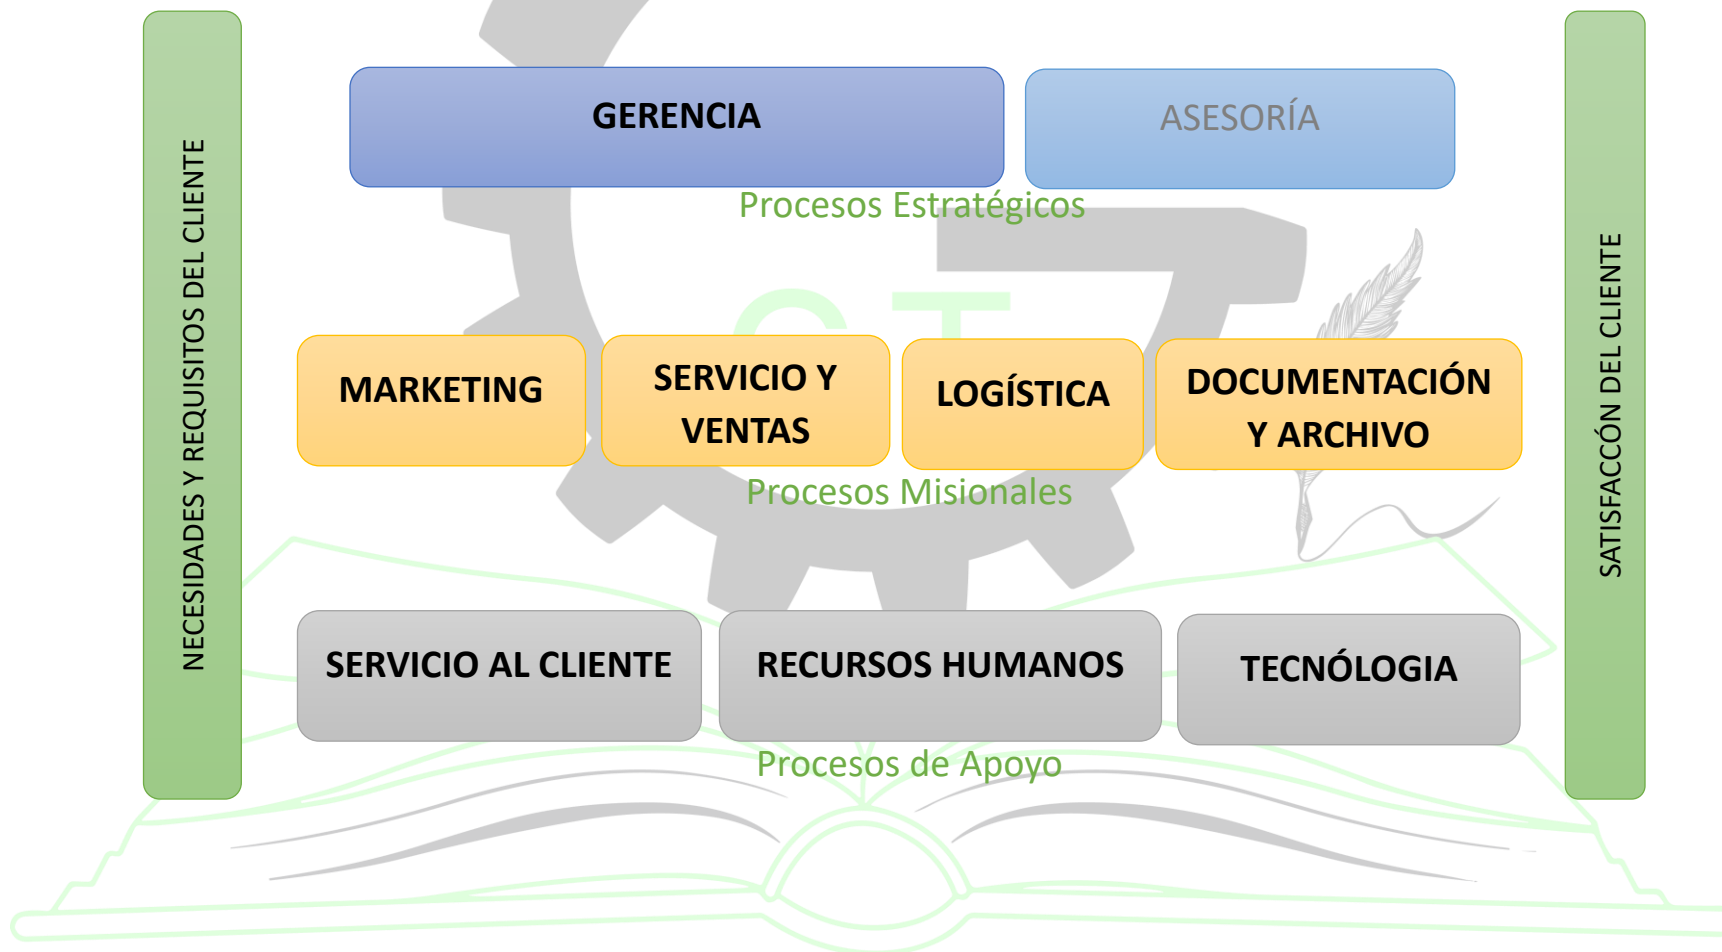 NECESIDADES Y REQUISITOS DEL CLIENTE
GERENCIA
ASESORÍA
Procesos Estratégicos
MARKETING
SERVICIO Y
VENTAS
LOGÍSTICA
DOCUMENTACIÓN
Y ARCHIVO
Procesos Misionales
SERVICIO AL CLIENTE
RECURSOS HUMANOS
TECNÓLOGIA
Procesos de Apoyo
SATISFACCÓN DEL CLIENTE